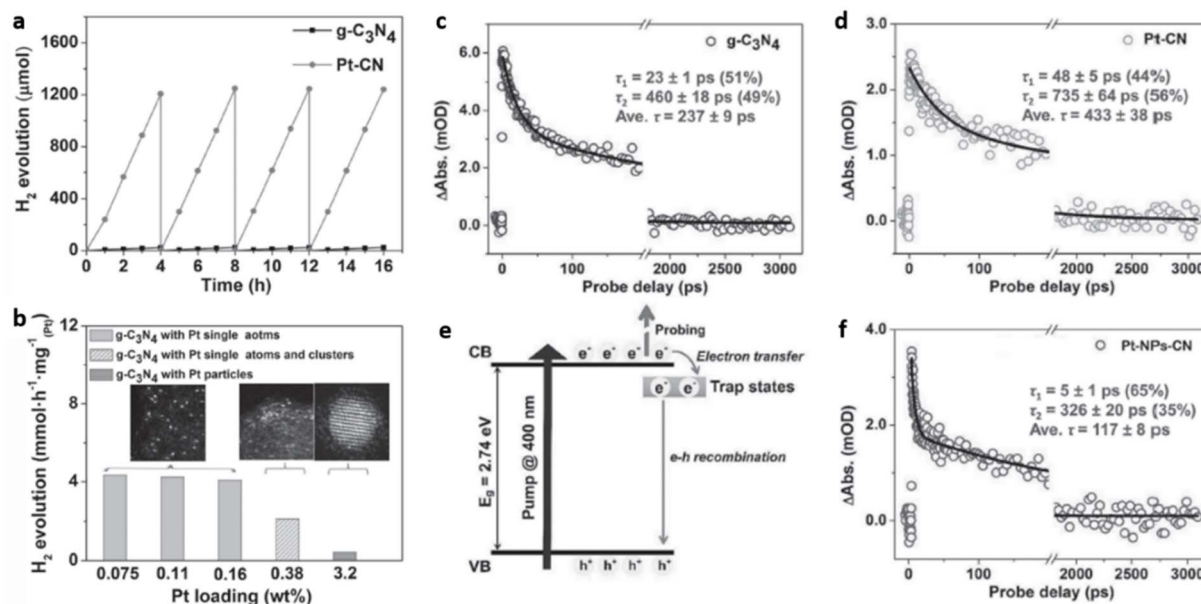 a
H2 evolution (μmol)
1600
1200
800
400
0
g-C3N4
Pt-CN
0 2 4 6 8 10 12 14 16
Time (h)
c
ΔAbs. (mOD)
6.0
4.0
2.0
0.0
g-C3N4
τ1 = 23 ± 1 ps (51%)
τ2 = 460 ± 18 ps (49%)
Ave. τ = 237 ± 9 ps
0 100 2000 2500 3000
Probe delay (ps)
d
ΔAbs. (mOD)
3.0
2.0
1.0
0.0
Pt-CN
τ1 = 48 ± 5 ps (44%)
τ2 = 735 ± 64 ps (56%)
Ave. τ = 433 ± 38 ps
0 100 2000 2500 3000
Probe delay (ps)
b
H2 evolution (mmol·h-1·mg-1(Pt))
12
8
4
0
g-C3N4 with Pt single aotms
g-C3N4 with Pt single atoms and clusters
g-C3N4 with Pt particles
0.075 0.11 0.16 0.38 3.2
Pt loading (wt%)
e
Probing
CB
e- e- e- e-
Electron transfer
e- e- Trap states
Eg = 2.74 eV
Pump @ 400 nm
e-h recombination
VB
h+ h+ h+ h+
f
ΔAbs. (mOD)
4.0
2.0
0.0
Pt-NPs-CN
τ1 = 5 ± 1 ps (65%)
τ2 = 326 ± 20 ps (35%)
Ave. τ = 117 ± 8 ps
0 100 2000 2500 3000
Probe delay (ps)